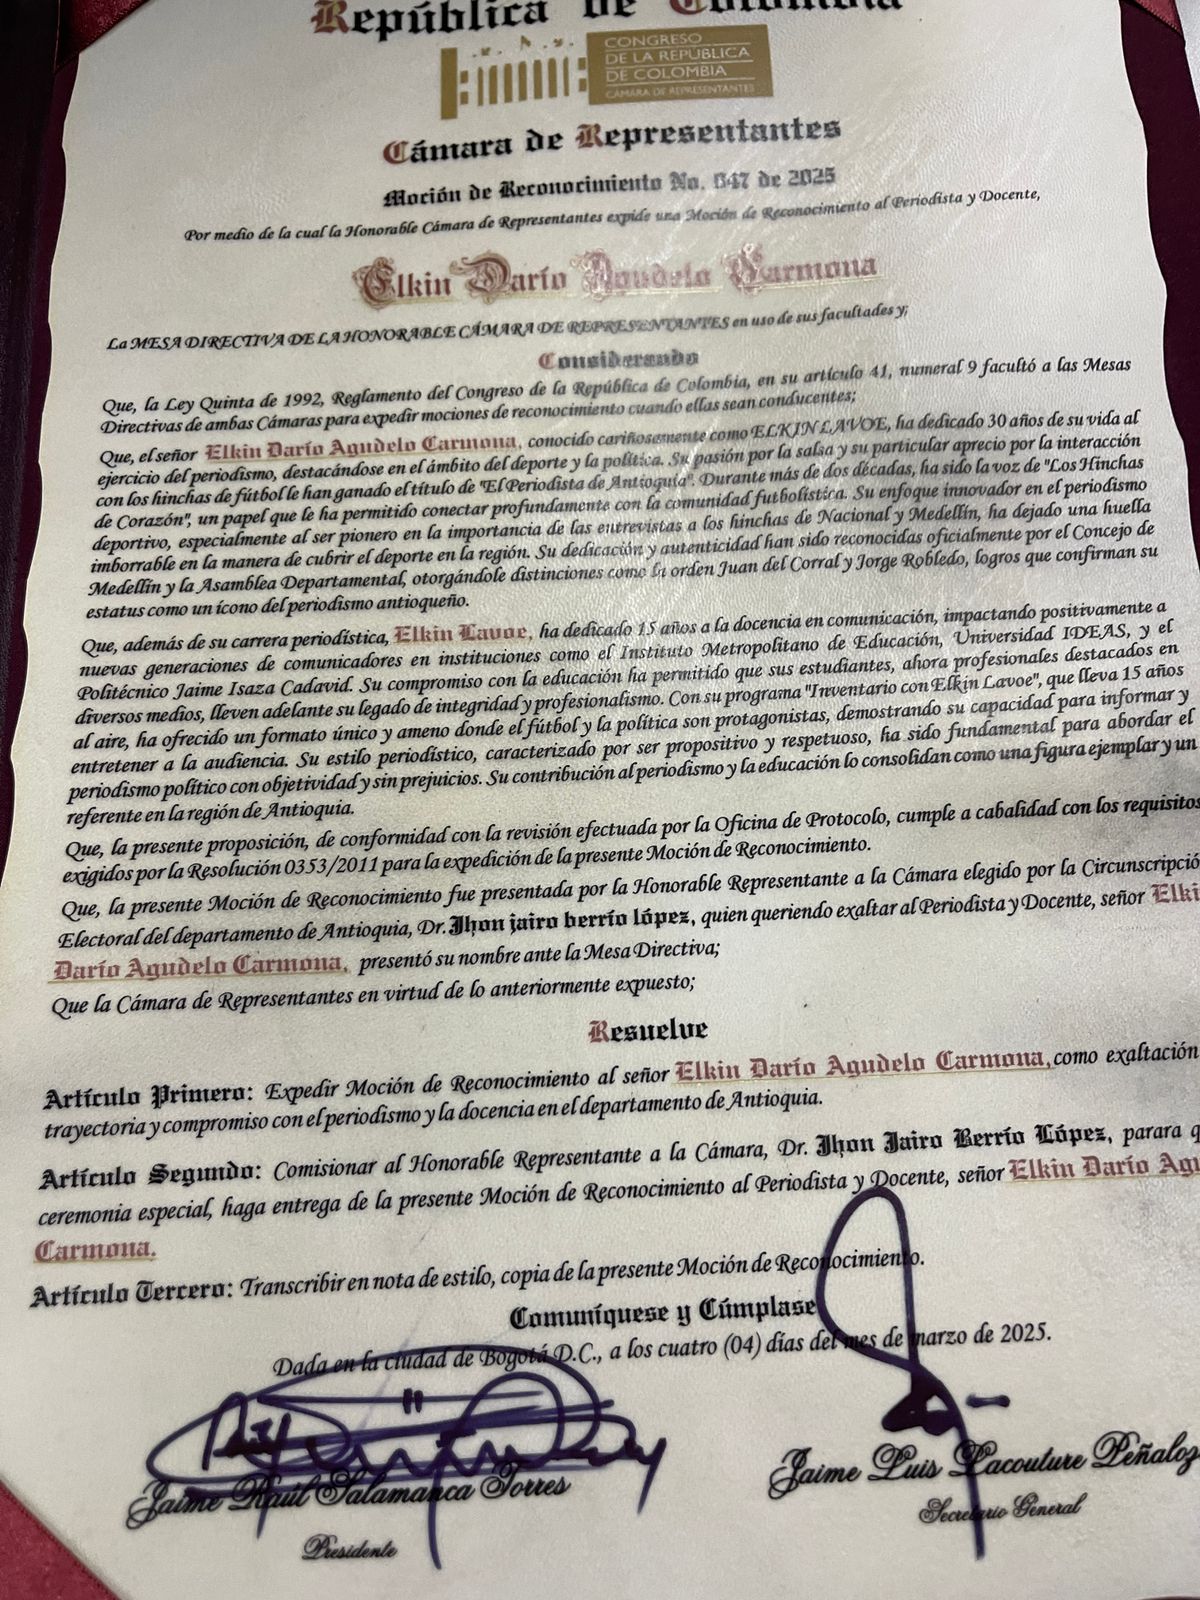 República de Colombia
CONGRESO
DE LA REPÚBLICA
DE COLOMBIA
CÁMARA DE REPRESENTANTES
Cámara de Representantes
Moción de Reconocimiento No. 647 de 2025
Por medio de la cual la Honorable Cámara de Representantes expide una Moción de Reconocimiento al Periodista y Docente,
Elkin Darío Agudelo Carmona
La MESA DIRECTIVA DE LA HONORABLE CÁMARA DE REPRESENTANTES en uso de sus facultades y;
Considerando
Que, la Ley Quinta de 1992, Reglamento del Congreso de la República de Colombia, en su artículo 41, numeral 9 facultó a las Mesas
Directivas de ambas Cámaras para expedir mociones de reconocimiento cuando ellas sean conducentes;
Que, el señor Elkin Darío Agudelo Carmona, conocido cariñosamente como ELKIN LAVOE, ha dedicado 30 años de su vida al
ejercicio del periodismo, destacándose en el ámbito del deporte y la política. Su pasión por la salsa y su particular aprecio por la interacción
con los hinchas de fútbol le han ganado el título de "El Periodista de Antioquia". Durante más de dos décadas, ha sido la voz de "Los Hinchas
de Corazón", un papel que le ha permitido conectar profundamente con la comunidad futbolística. Su enfoque innovador en el periodismo
deportivo, especialmente al ser pionero en la importancia de las entrevistas a los hinchas de Nacional y Medellín, ha dejado una huella
imborrable en la manera de cubrir el deporte en la región. Su dedicación y autenticidad han sido reconocidas oficialmente por el Concejo de
Medellín y la Asamblea Departamental, otorgándole distinciones como la orden Juan del Corral y Jorge Robledo, logros que confirman su
estatus como un ícono del periodismo antioqueño.
Que, además de su carrera periodística, Elkin Lavoe, ha dedicado 15 años a la docencia en comunicación, impactando positivamente a
nuevas generaciones de comunicadores en instituciones como el Instituto Metropolitano de Educación, Universidad IDEAS, y el
Politécnico Jaime Isaza Cadavid. Su compromiso con la educación ha permitido que sus estudiantes, ahora profesionales destacados en
diversos medios, lleven adelante su legado de integridad y profesionalismo. Con su programa "Inventario con Elkin Lavoe", que lleva 15 años
al aire, ha ofrecido un formato único y ameno donde el fútbol y la política son protagonistas, demostrando su capacidad para informar y
entretener a la audiencia. Su estilo periodístico, caracterizado por ser propositivo y respetuoso, ha sido fundamental para abordar el
periodismo político con objetividad y sin prejuicios. Su contribución al periodismo y la educación lo consolidan como una figura ejemplar y un
referente en la región de Antioquia.
Que, la presente proposición, de conformidad con la revisión efectuada por la Oficina de Protocolo, cumple a cabalidad con los requisitos
exigidos por la Resolución 0353/2011 para la expedición de la presente Moción de Reconocimiento.
Que, la presente Moción de Reconocimiento fue presentada por la Honorable Representante a la Cámara elegido por la Circunscripció
Electoral del departamento de Antioquia, Dr. Jhon jairo berrío lópez, quien queriendo exaltar al Periodista y Docente, señor Elki
Darío Agudelo Carmona, presentó su nombre ante la Mesa Directiva;
Que la Cámara de Representantes en virtud de lo anteriormente expuesto;
Resuelve
Artículo Primero: Expedir Moción de Reconocimiento al señor Elkin Darío Agudelo Carmona, como exaltación
trayectoria y compromiso con el periodismo y la docencia en el departamento de Antioquia.
Artículo Segundo: Comisionar al Honorable Representante a la Cámara, Dr. Jhon Jairo Berrío López, parara q
ceremonia especial, haga entrega de la presente Moción de Reconocimiento al Periodista y Docente, señor Elkin Darío Agu
Carmona.
Artículo Tercero: Transcribir en nota de estilo, copia de la presente Moción de Reconocimiento.
Comuníquese y Cúmplase
Dada en la ciudad de Bogotá D.C., a los cuatro (04) días del mes de marzo de 2025.
Jaime Raúl Salamanca Torres
Presidente
Jaime Luis Lacouture Peñaloz
Secretario General